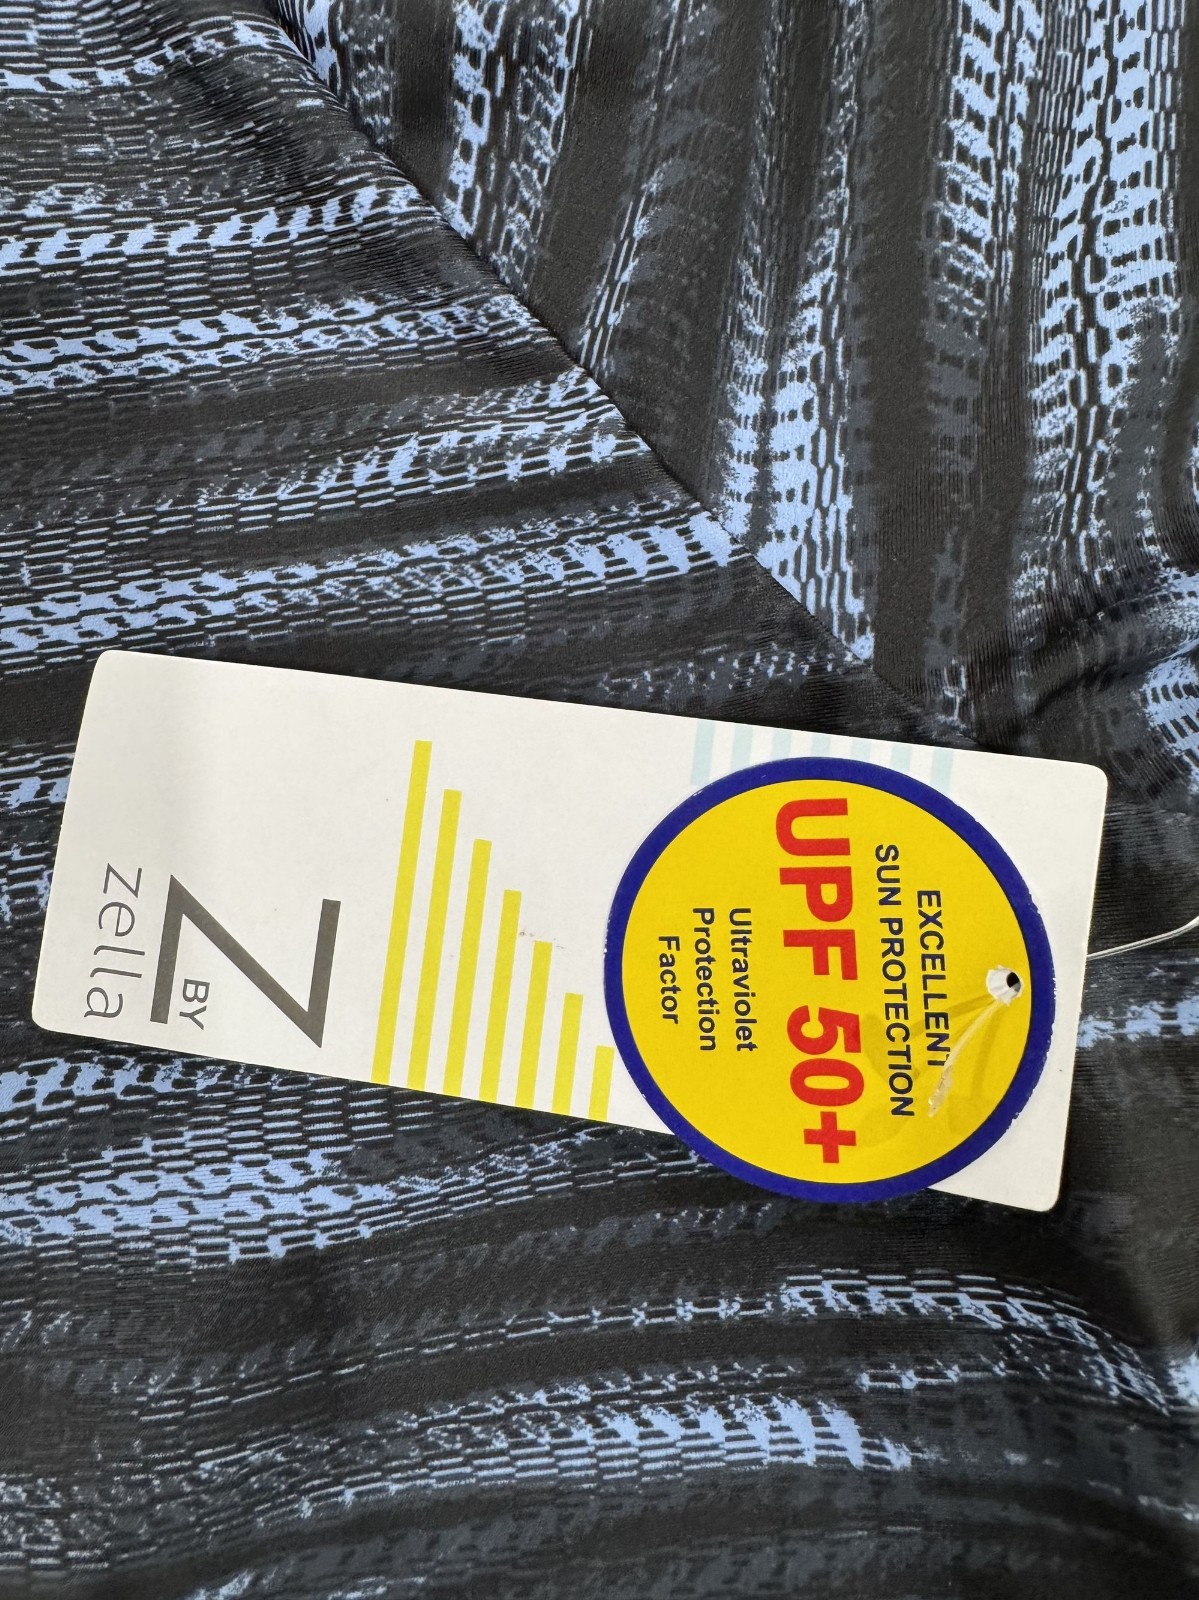 EXCELLENT
SUN PROTECTION
UPF 50+
Ultraviolet
Protection
Factor
Z
BY
zella